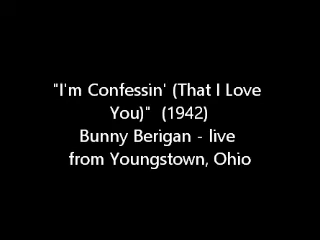 "I'm Confessin' (That I Love
You)"  (1942)
Bunny Berigan - live
from Youngstown, Ohio